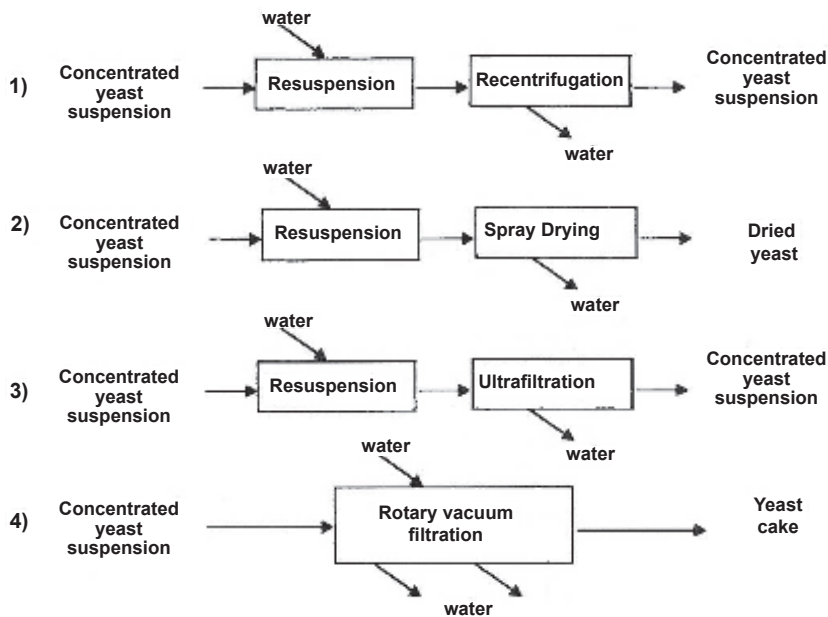 water
1)
Concentrated
yeast
suspension
Resuspension
Recentrifugation
Concentrated
yeast
suspension
water
water
2)
Concentrated
yeast
suspension
Resuspension
Spray Drying
Dried
yeast
water
water
3)
Concentrated
yeast
suspension
Resuspension
Ultrafiltration
Concentrated
yeast
suspension
water
water
4)
Concentrated
yeast
suspension
Rotary vacuum
filtration
Yeast
cake
water